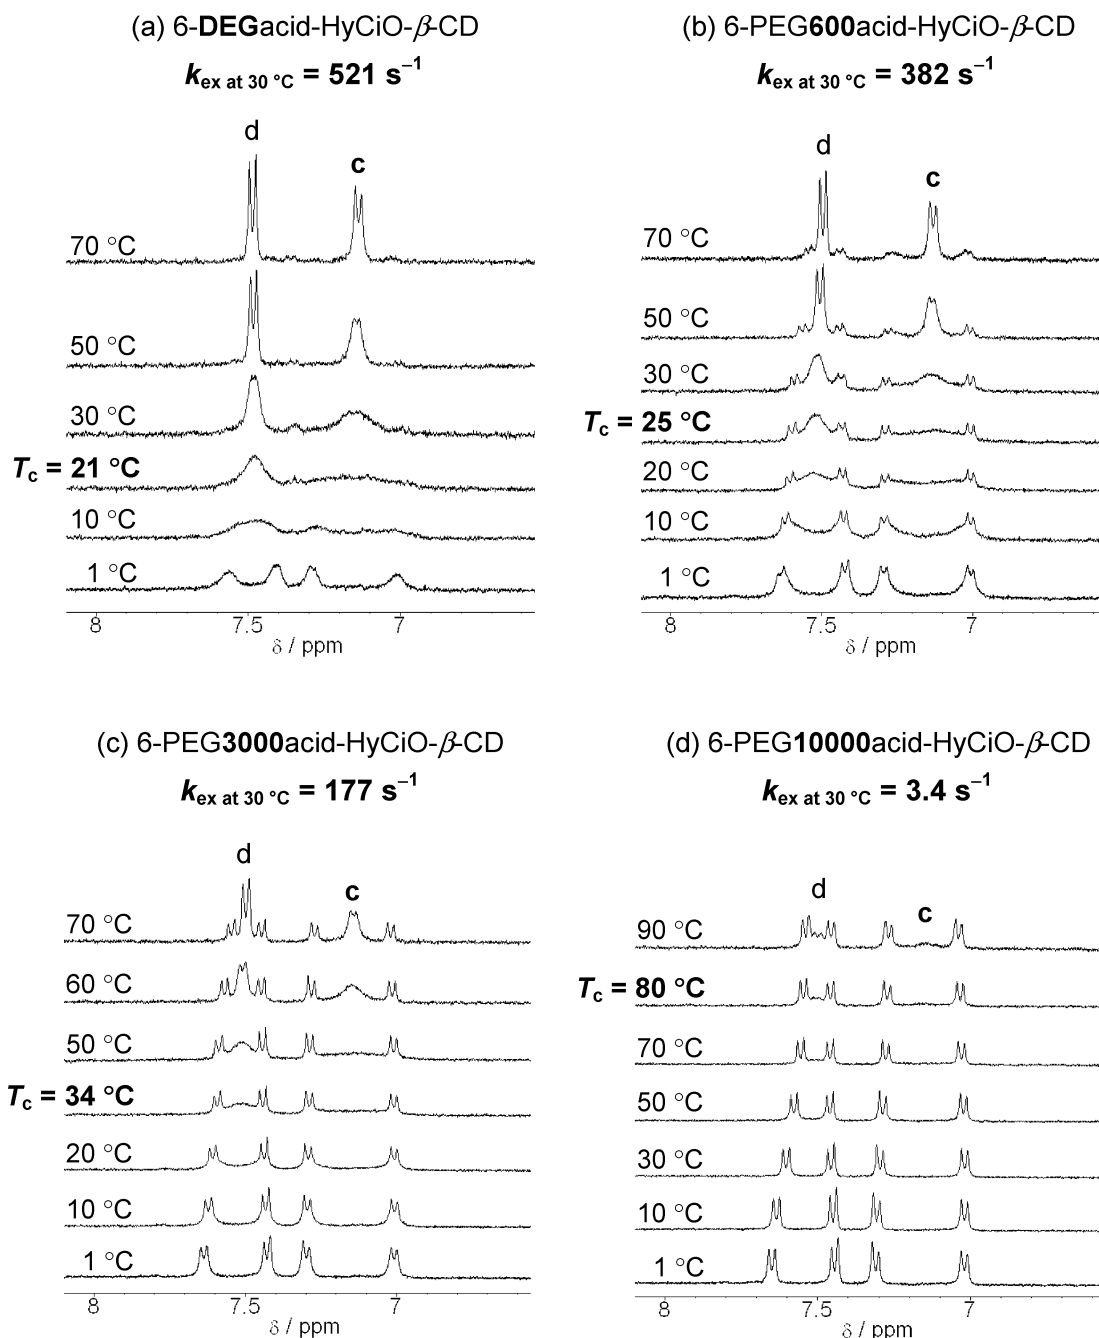 (a) 6-DEGacid-HyCiO-β-CD
kex at 30 °C = 521 s–1
d
c
70 °C
50 °C
30 °C
Tc = 21 °C
10 °C
1 °C
8 7.5 7
δ / ppm
(b) 6-PEG600acid-HyCiO-β-CD
kex at 30 °C = 382 s–1
d
c
70 °C
50 °C
30 °C
Tc = 25 °C
20 °C
10 °C
1 °C
8 7.5 7
δ / ppm
(c) 6-PEG3000acid-HyCiO-β-CD
kex at 30 °C = 177 s–1
d
c
70 °C
60 °C
50 °C
Tc = 34 °C
20 °C
10 °C
1 °C
8 7.5 7
δ / ppm
(d) 6-PEG10000acid-HyCiO-β-CD
kex at 30 °C = 3.4 s–1
d
c
90 °C
Tc = 80 °C
70 °C
50 °C
30 °C
10 °C
1 °C
8 7.5 7
δ / ppm